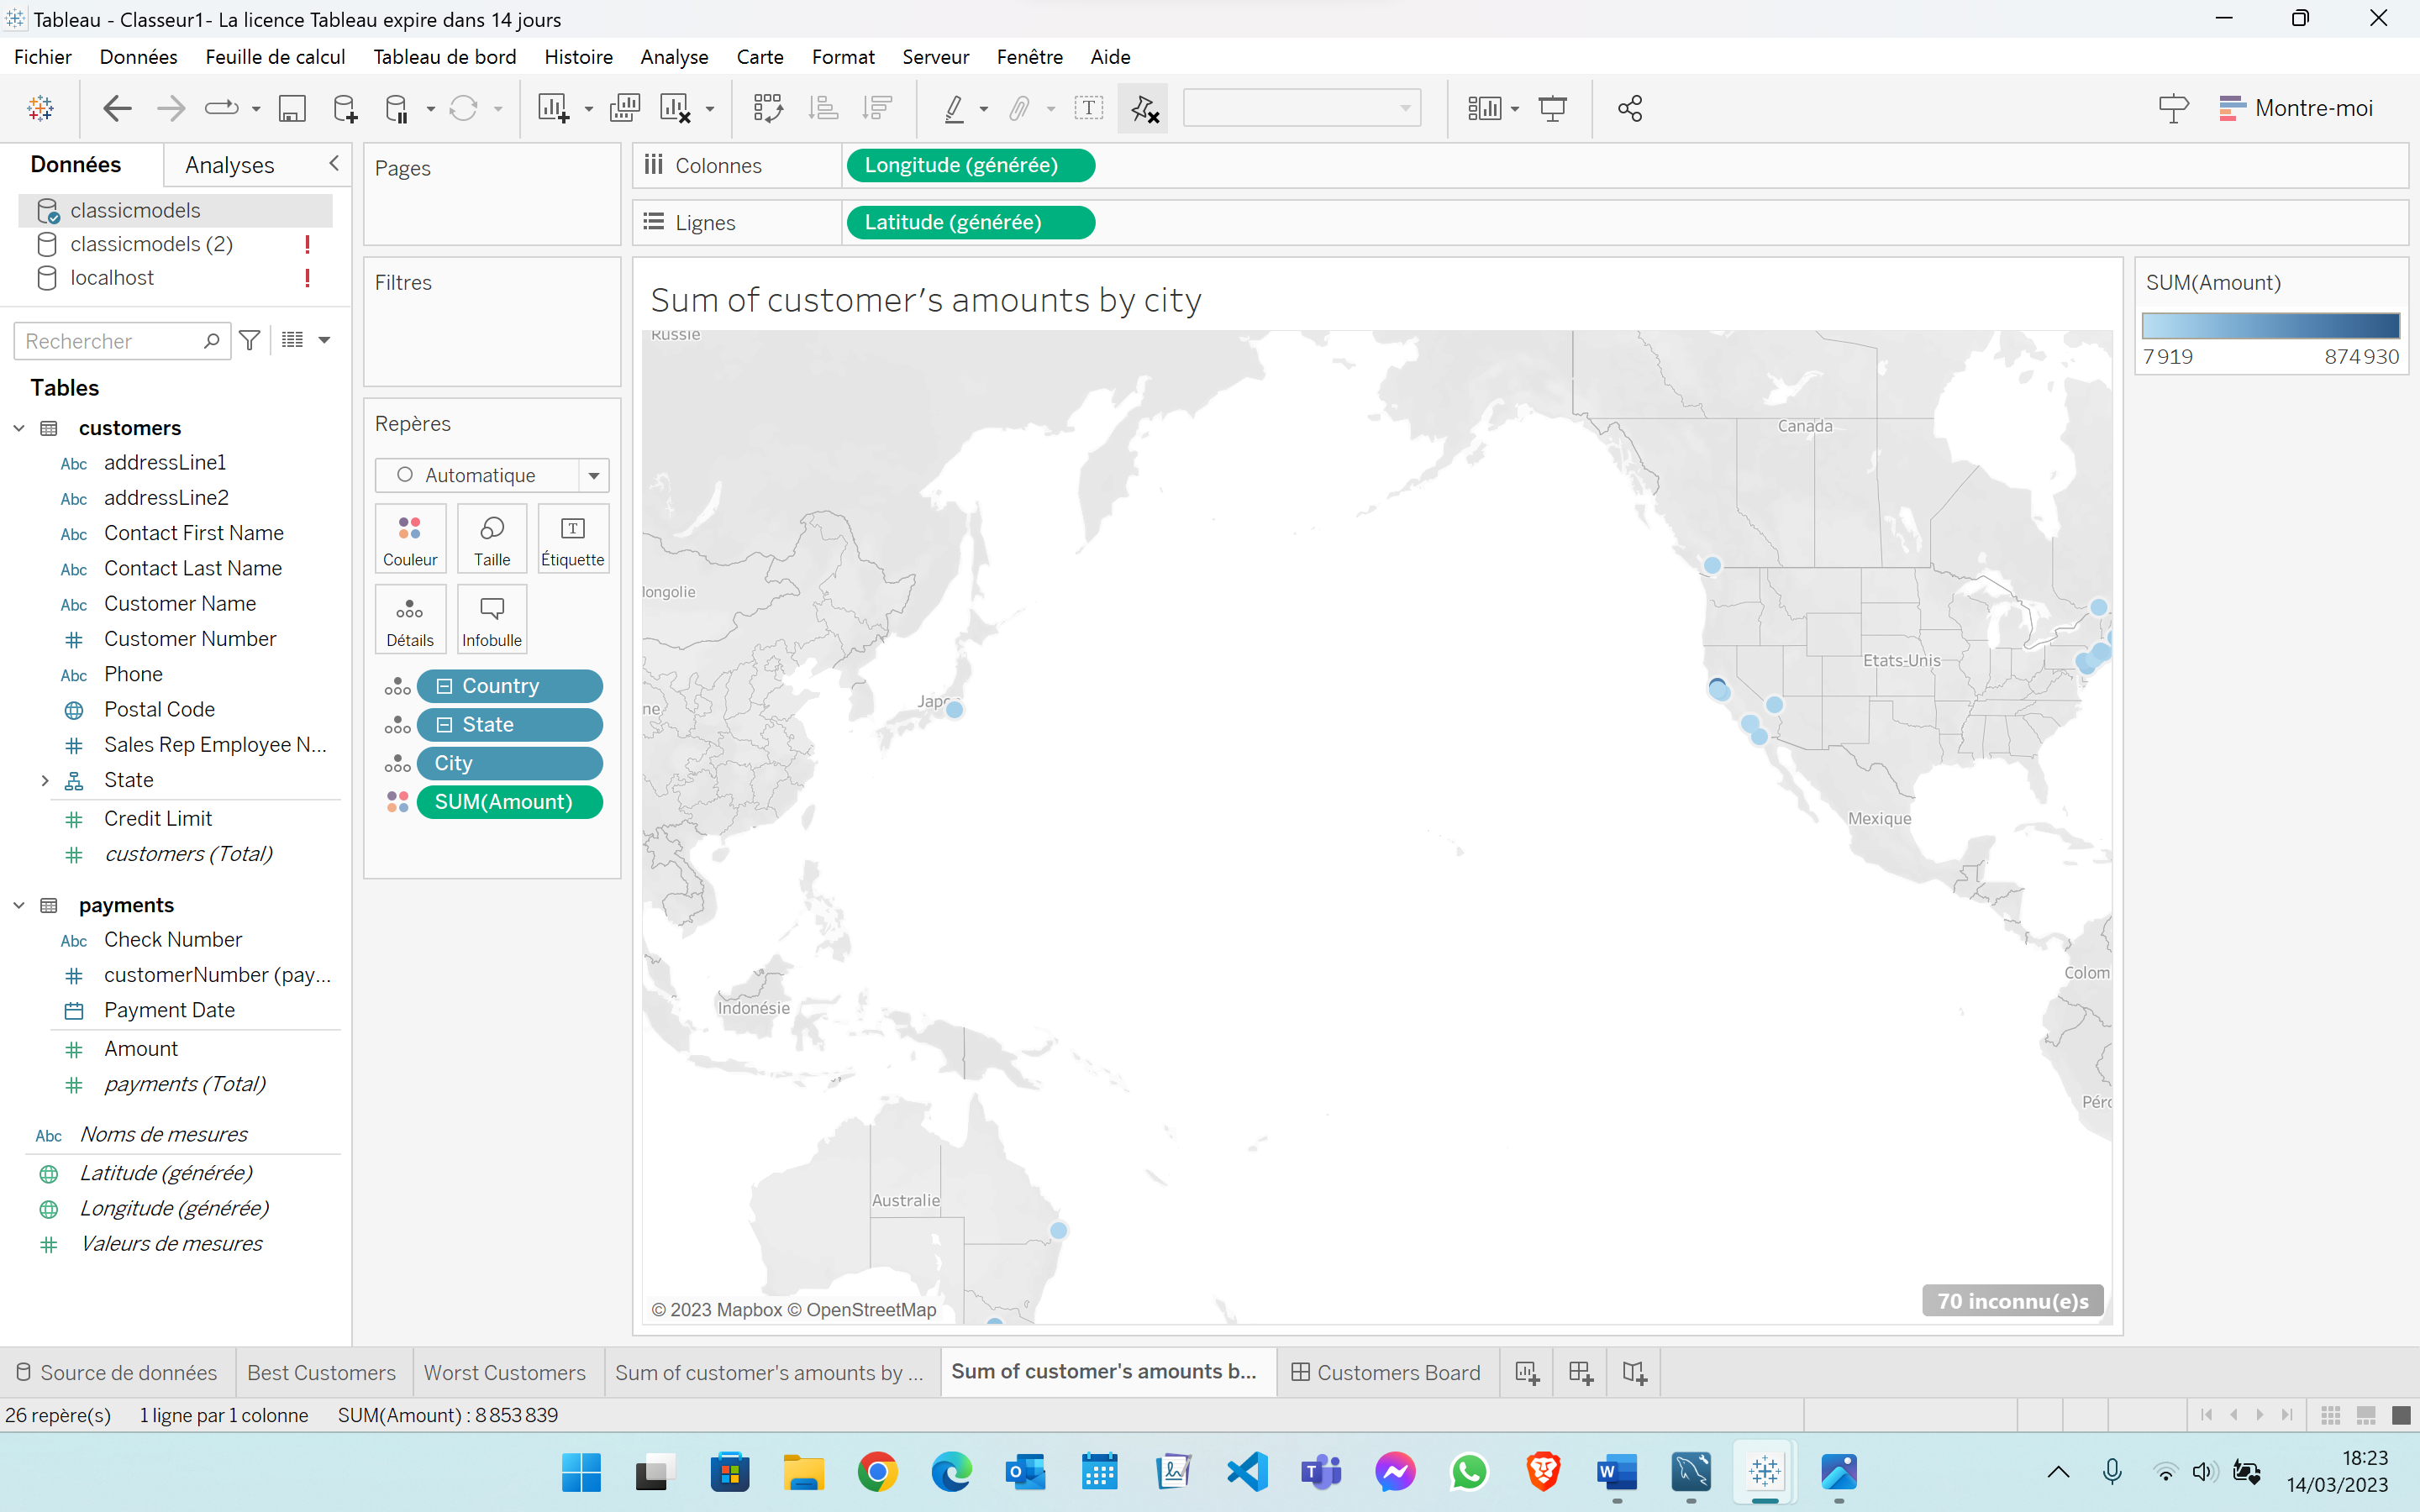 Tableau - Classeur1- La licence Tableau expire dans 14 jours
Fichier Données Feuille de calcul Tableau de bord Histoire Analyse Carte Format Serveur Fenêtre Aide
Montre-moi
Données Analyses
classicmodels
classicmodels (2) !
localhost !
Rechercher
Tables
customers
Abc addressLine1
Abc addressLine2
Abc Contact First Name
Abc Contact Last Name
Abc Customer Name
# Customer Number
Abc Phone
Postal Code
# Sales Rep Employee N...
State
# Credit Limit
# customers (Total)
payments
Abc Check Number
# customerNumber (pay...
Payment Date
# Amount
# payments (Total)
Abc Noms de mesures
Latitude (générée)
Longitude (générée)
# Valeurs de mesures
Pages
Filtres
Repères
Automatique
Couleur Taille Étiquette
Détails Infobulle
Country
State
City
SUM(Amount)
Colonnes Longitude (générée)
Lignes Latitude (générée)
Sum of customer's amounts by city
Russie
Canada
longolie
Etats-Unis
Japo
ne
Mexique
Colom
Indonésie
Péro
Australie
© 2023 Mapbox © OpenStreetMap
70 inconnu(e)s
SUM(Amount)
7 919 874 930
Source de données Best Customers Worst Customers Sum of customer's amounts by ... Sum of customer's amounts b... Customers Board
26 repère(s) 1 ligne par 1 colonne SUM(Amount) : 8 853 839
18:23
14/03/2023